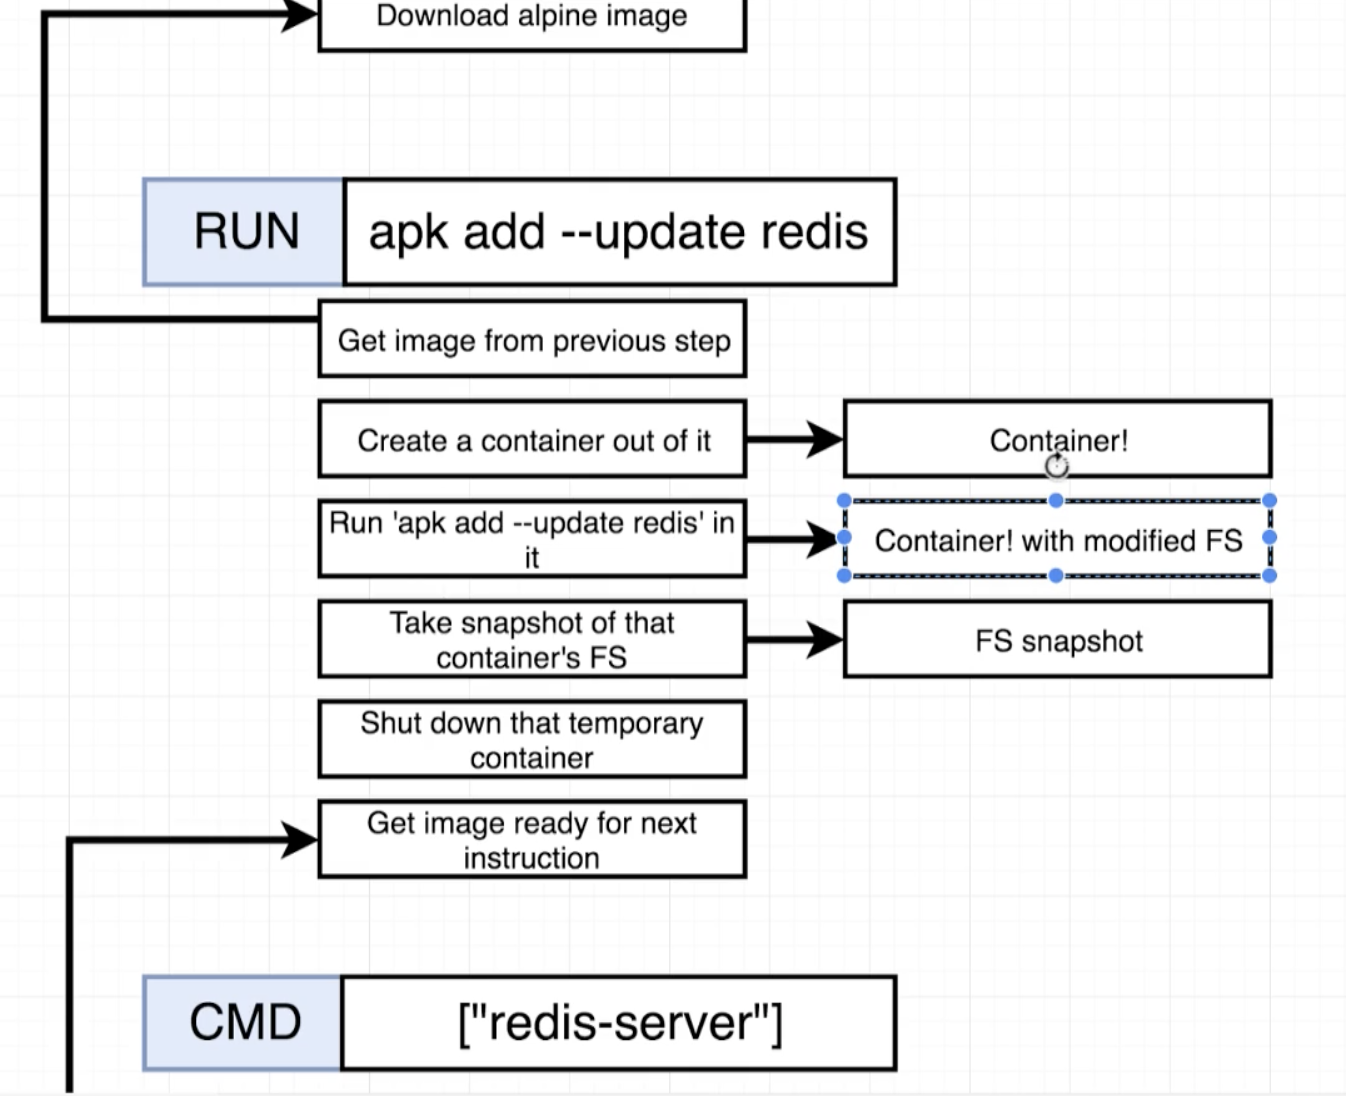 Download alpine image
RUN
apk add --update redis
Get image from previous step
Create a container out of it
Container!
Run 'apk add --update redis' in
it
Container! with modified FS
Take snapshot of that
container's FS
FS snapshot
Shut down that temporary
container
Get image ready for next
instruction
CMD
["redis-server"]